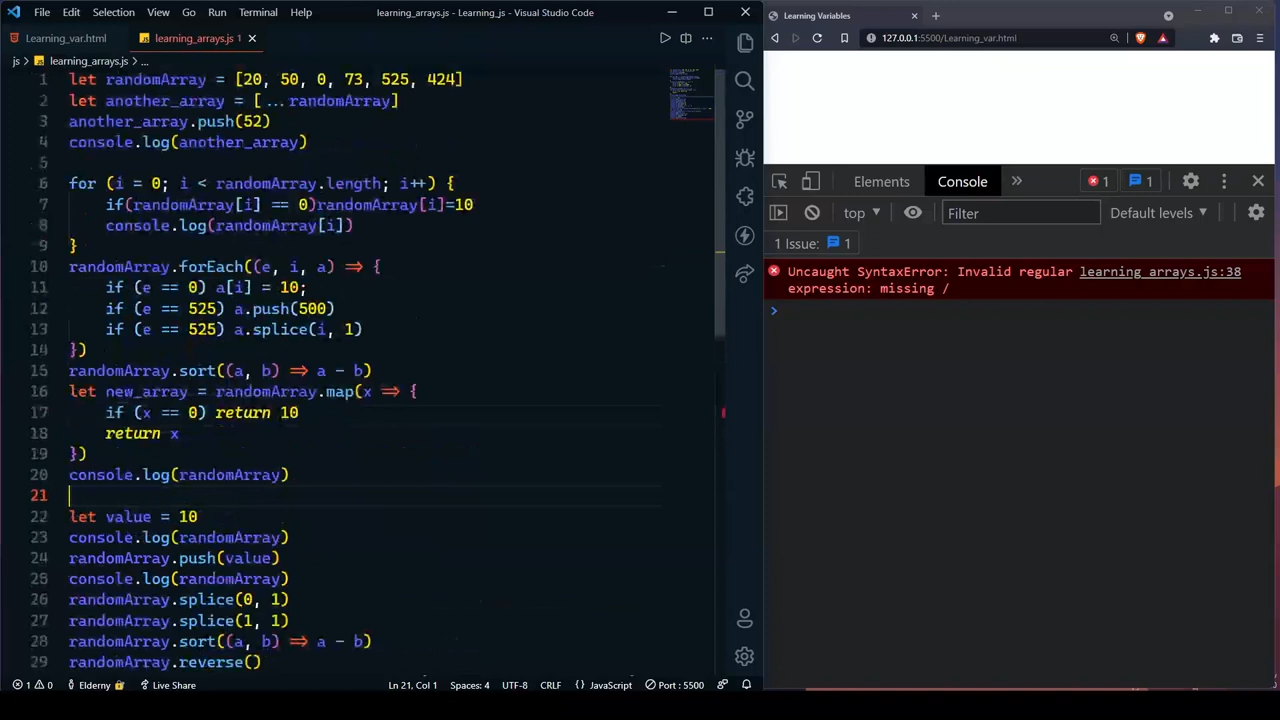 File Edit Selection View Go Run Terminal Help learning_arrays.js - Learning_js - Visual Studio Code
Learning_var.html learning_arrays.js 1
js > learning_arrays.js > ...
1 let randomArray = [20, 50, 0, 73, 525, 424]
2 let another_array = [...randomArray]
3 another_array.push(52)
4 console.log(another_array)
5
6 for (i = 0; i < randomArray.length; i++) {
7 if(randomArray[i] == 0)randomArray[i]=10
8 console.log(randomArray[i])
9 }
10 randomArray.forEach((e, i, a) => {
11 if (e == 0) a[i] = 10;
12 if (e == 525) a.push(500)
13 if (e == 525) a.splice(i, 1)
14 })
15 randomArray.sort((a, b) => a - b)
16 let new_array = randomArray.map(x => {
17 if (x == 0) return 10
18 return x
19 })
20 console.log(randomArray)
21
22 let value = 10
23 console.log(randomArray)
24 randomArray.push(value)
25 console.log(randomArray)
26 randomArray.splice(0, 1)
27 randomArray.splice(1, 1)
28 randomArray.sort((a, b) => a - b)
29 randomArray.reverse()
1 0 Elderny Live Share Ln 21, Col 1 Spaces: 4 UTF-8 CRLF {} JavaScript Port : 5500
Learning Variables
127.0.0.1:5500/Learning_var.html
Elements Console 1 1
top Filter Default levels
1 Issue: 1
Uncaught SyntaxError: Invalid regular learning_arrays.js:38
expression: missing /